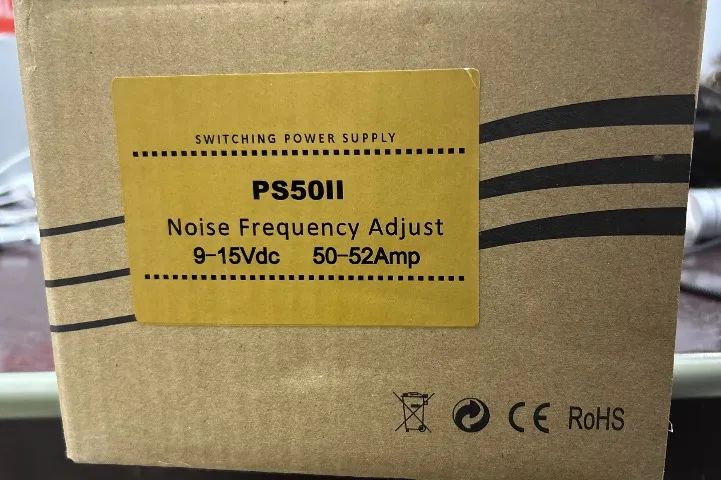 SWITCHING POWER SUPPLY
PS50II
Noise Frequency Adjust
9-15Vdc 50-52Amp
CE RoHS